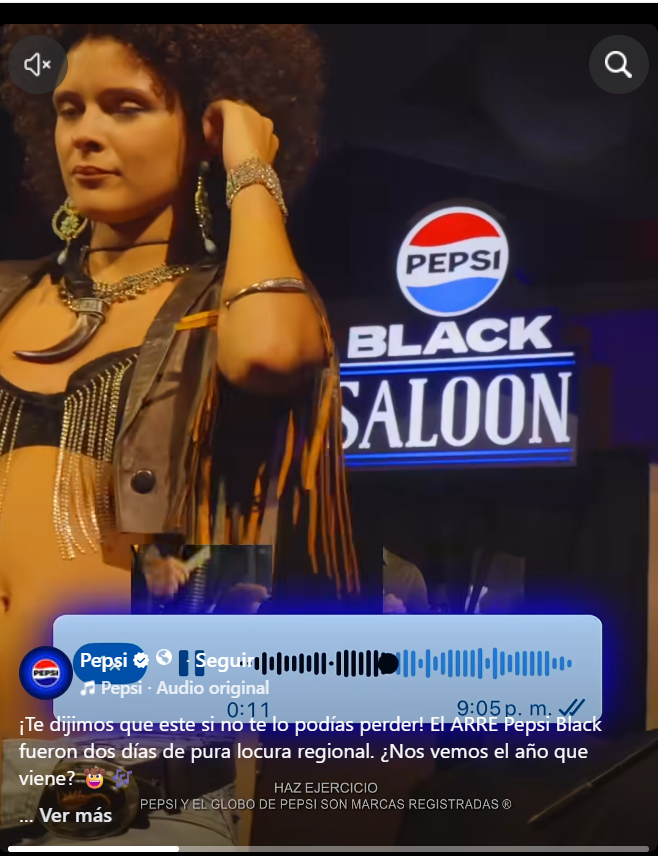 PEPSI
BLACK
SALOON
Pepsi · Seguir
Pepsi · Audio original
0:11
9:05 p. m.
¡Te dijimos que este si no te lo podías perder! El ARRE Pepsi Black
fueron dos días de pura locura regional. ¿Nos vemos el año que
viene?
HAZ EJERCICIO
PEPSI Y EL GLOBO DE PEPSI SON MARCAS REGISTRADAS ®
... Ver más